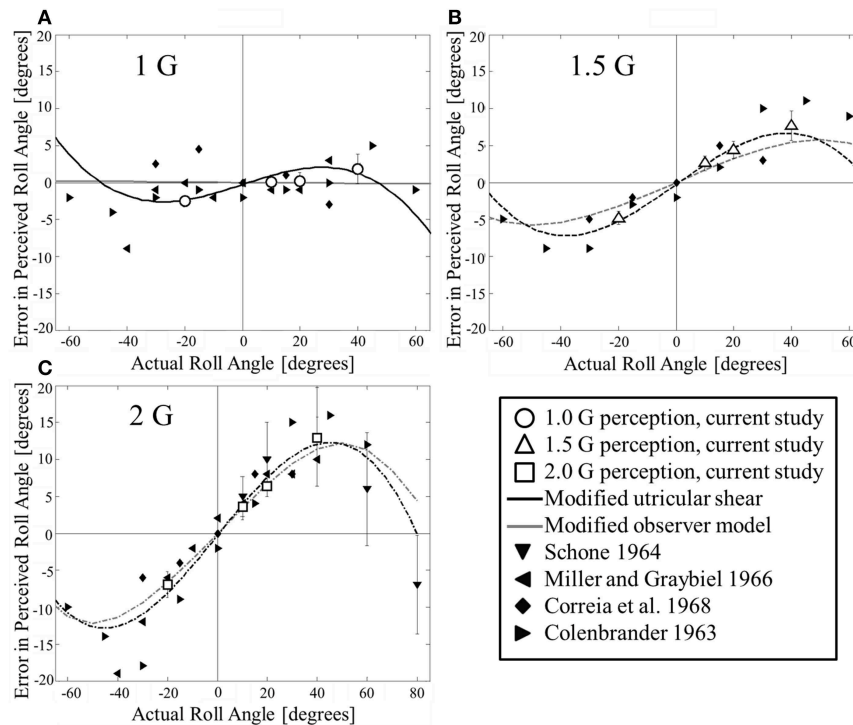 A
1 G
Error in Perceived Roll Angle [degrees]
20
15
10
5
0
-5
-10
-15
-20
-60 -40 -20 0 20 40 60
Actual Roll Angle [degrees]
B
1.5 G
Error in Perceived Roll Angle [degrees]
20
15
10
5
0
-5
-10
-15
-20
-60 -40 -20 0 20 40 60
Actual Roll Angle [degrees]
C
2 G
Error in Perceived Roll Angle [degrees]
20
15
10
5
0
-5
-10
-15
-20
-60 -40 -20 0 20 40 60 80
Actual Roll Angle [degrees]
1.0 G perception, current study
1.5 G perception, current study
2.0 G perception, current study
Modified utricular shear
Modified observer model
Schone 1964
Miller and Graybiel 1966
Correia et al. 1968
Colenbrander 1963